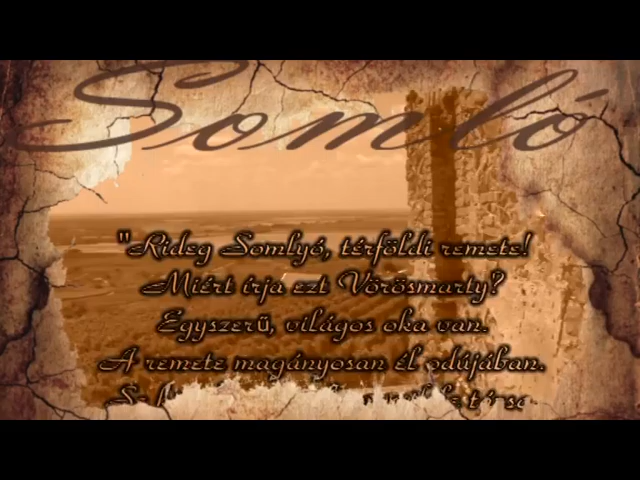 Somló
"Rideg Somlyó, térföldi remete!
Miért írja ezt Vörösmarty?
Egyszerű, világos oka van.
A remete magányosan él odújában.